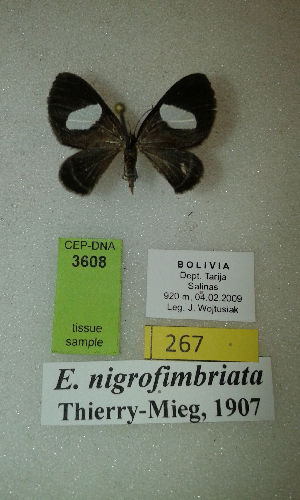 CEP-DNA
3608
tissue
sample
BOLIVIA
Dept. Tarija
Salinas
920 m, 04.02.2009
Leg. J. Wojtusiak
267
E. nigrofimbriata
Thierry-Mieg, 1907